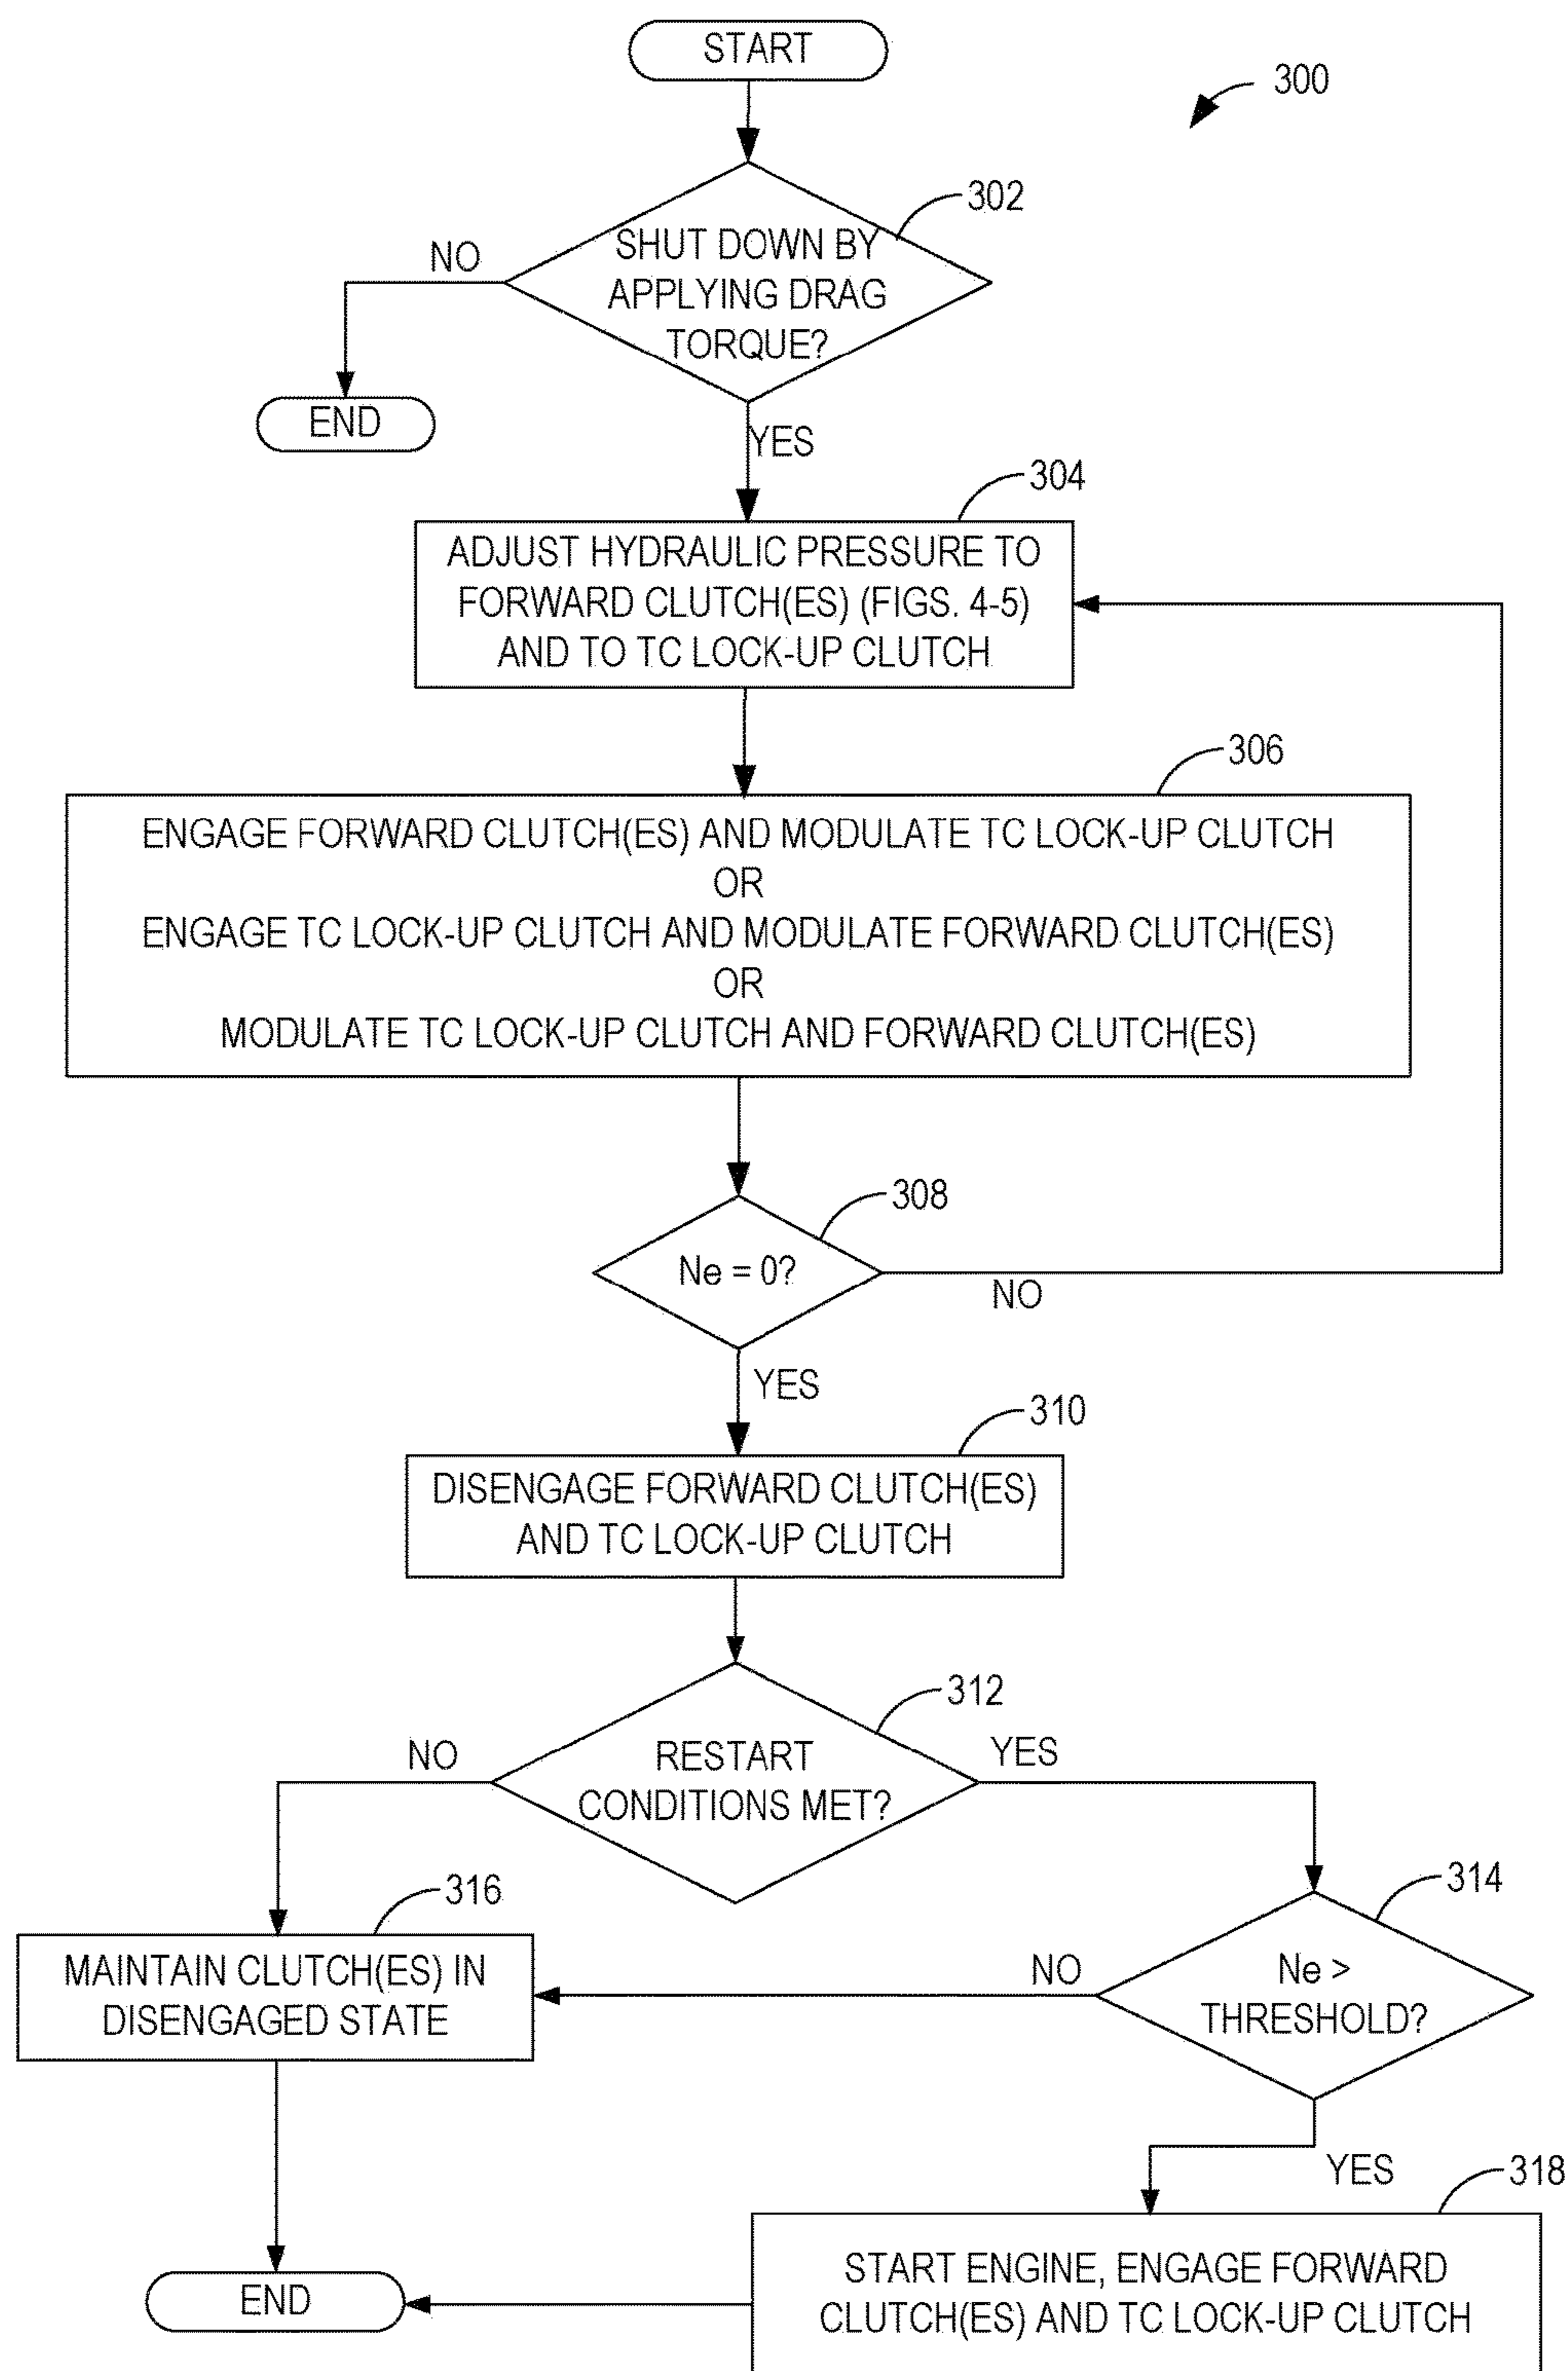 START
300
302
NO
SHUT DOWN BY
APPLYING DRAG
TORQUE?
END
YES
304
ADJUST HYDRAULIC PRESSURE TO
FORWARD CLUTCH(ES) (FIGS. 4-5)
AND TO TC LOCK-UP CLUTCH
306
ENGAGE FORWARD CLUTCH(ES) AND MODULATE TC LOCK-UP CLUTCH
OR
ENGAGE TC LOCK-UP CLUTCH AND MODULATE FORWARD CLUTCH(ES)
OR
MODULATE TC LOCK-UP CLUTCH AND FORWARD CLUTCH(ES)
308
Ne = 0?
NO
YES
310
DISENGAGE FORWARD CLUTCH(ES)
AND TC LOCK-UP CLUTCH
312
NO
RESTART
CONDITIONS MET?
YES
316
314
MAINTAIN CLUTCH(ES) IN
DISENGAGED STATE
NO
Ne >
THRESHOLD?
YES
318
START ENGINE, ENGAGE FORWARD
CLUTCH(ES) AND TC LOCK-UP CLUTCH
END